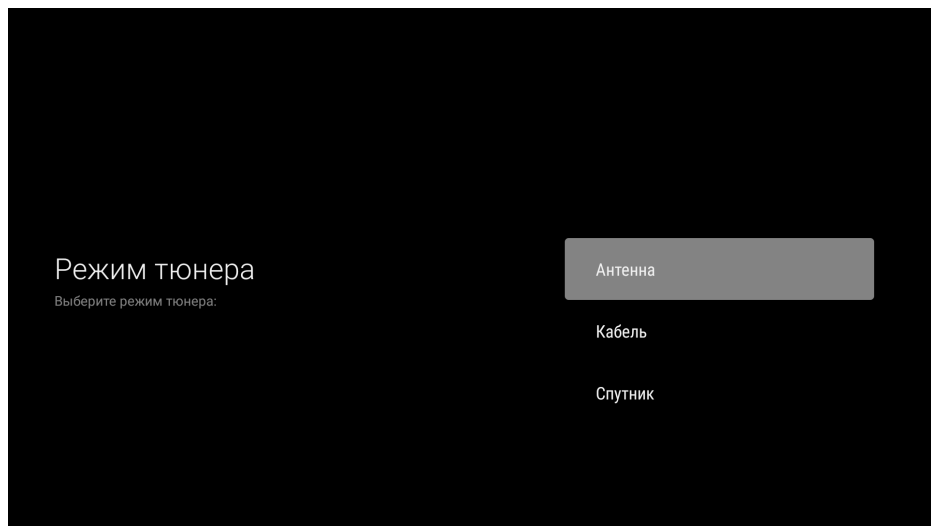 Режим тюнера
Выберите режим тюнера:
Антенна
Кабель
Спутник